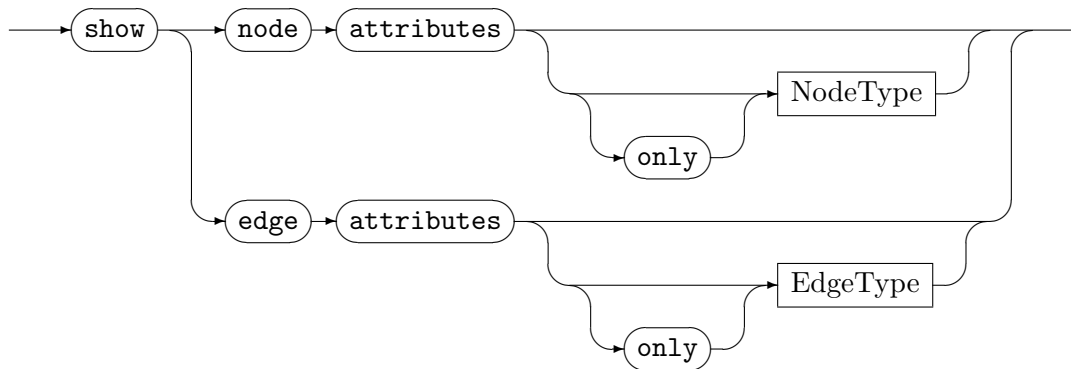 show node attributes
NodeType
only
edge attributes
EdgeType
only